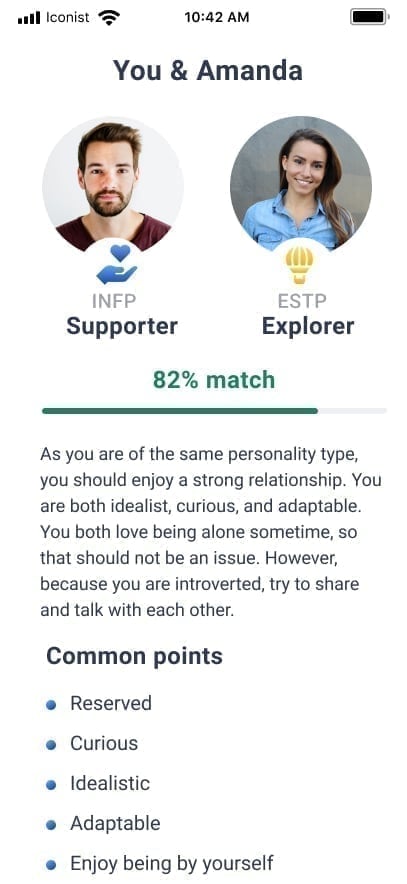 Iconist 10:42 AM
You & Amanda
INFP ESTP
Supporter Explorer
82% match
As you are of the same personality type,
you should enjoy a strong relationship. You
are both idealist, curious, and adaptable.
You both love being alone sometime, so
that should not be an issue. However,
because you are introverted, try to share
and talk with each other.
Common points
Reserved
Curious
Idealistic
Adaptable
Enjoy being by yourself